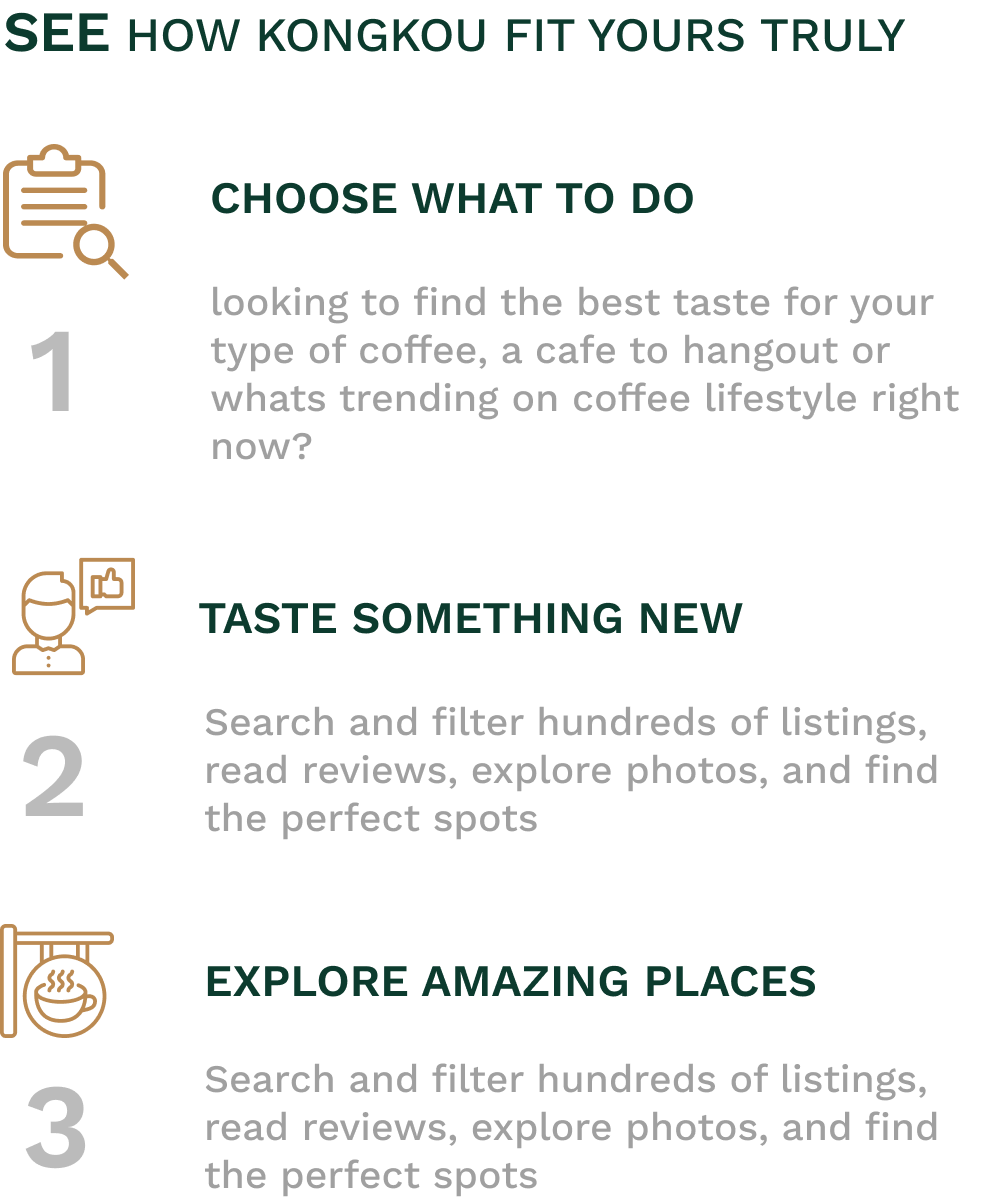 SEE HOW KONGKOU FIT YOURS TRULY
CHOOSE WHAT TO DO
1
looking to find the best taste for your
type of coffee, a cafe to hangout or
whats trending on coffee lifestyle right
now?
TASTE SOMETHING NEW
2
Search and filter hundreds of listings,
read reviews, explore photos, and find
the perfect spots
EXPLORE AMAZING PLACES
3
Search and filter hundreds of listings,
read reviews, explore photos, and find
the perfect spots